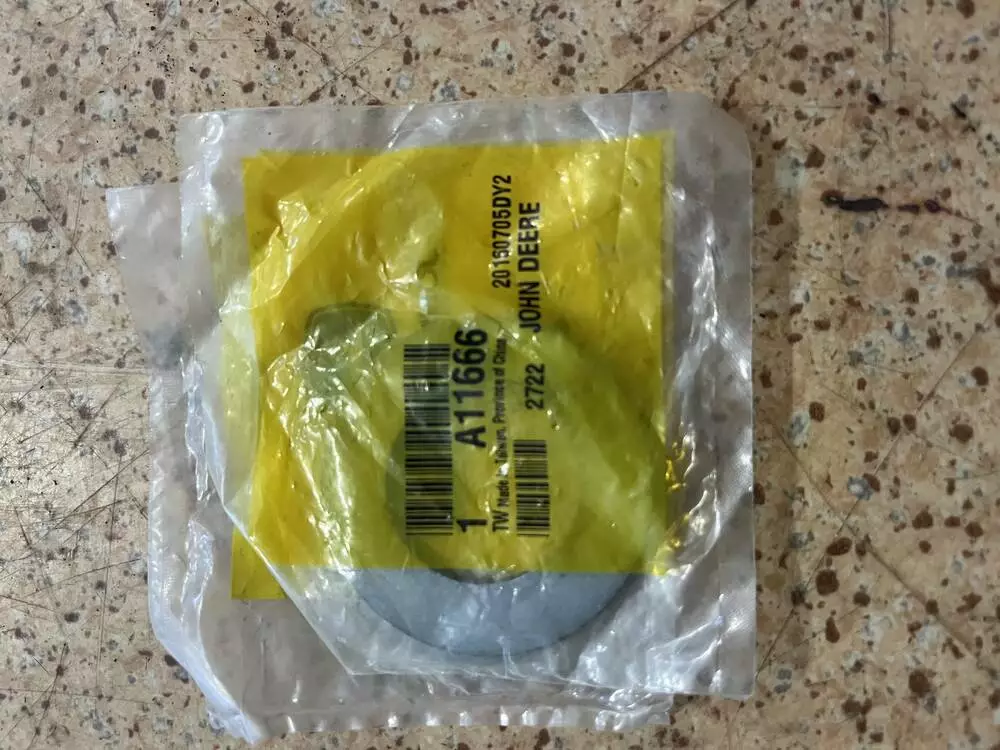 20150705DY2
JOHN DEERE
1 A11666
TW Made in Taiwan, Province of China
2722